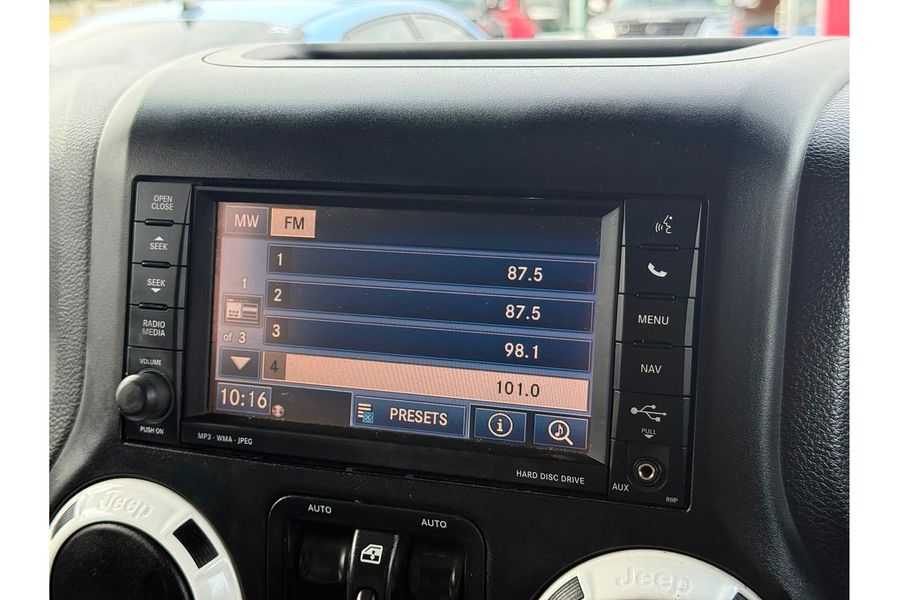 OPEN
CLOSE
SEEK
SEEK
RADIO
MEDIA
VOLUME
PUSH ON
MW FM
1 87.5
2 87.5
3 98.1
4 101.0
1
of 3
10:16
PRESETS
MENU
NAV
PULL
AUX
RHP
MP3 - WMA - JPEG
HARD DISC DRIVE
Jeep
AUTO
AUTO
Jeep